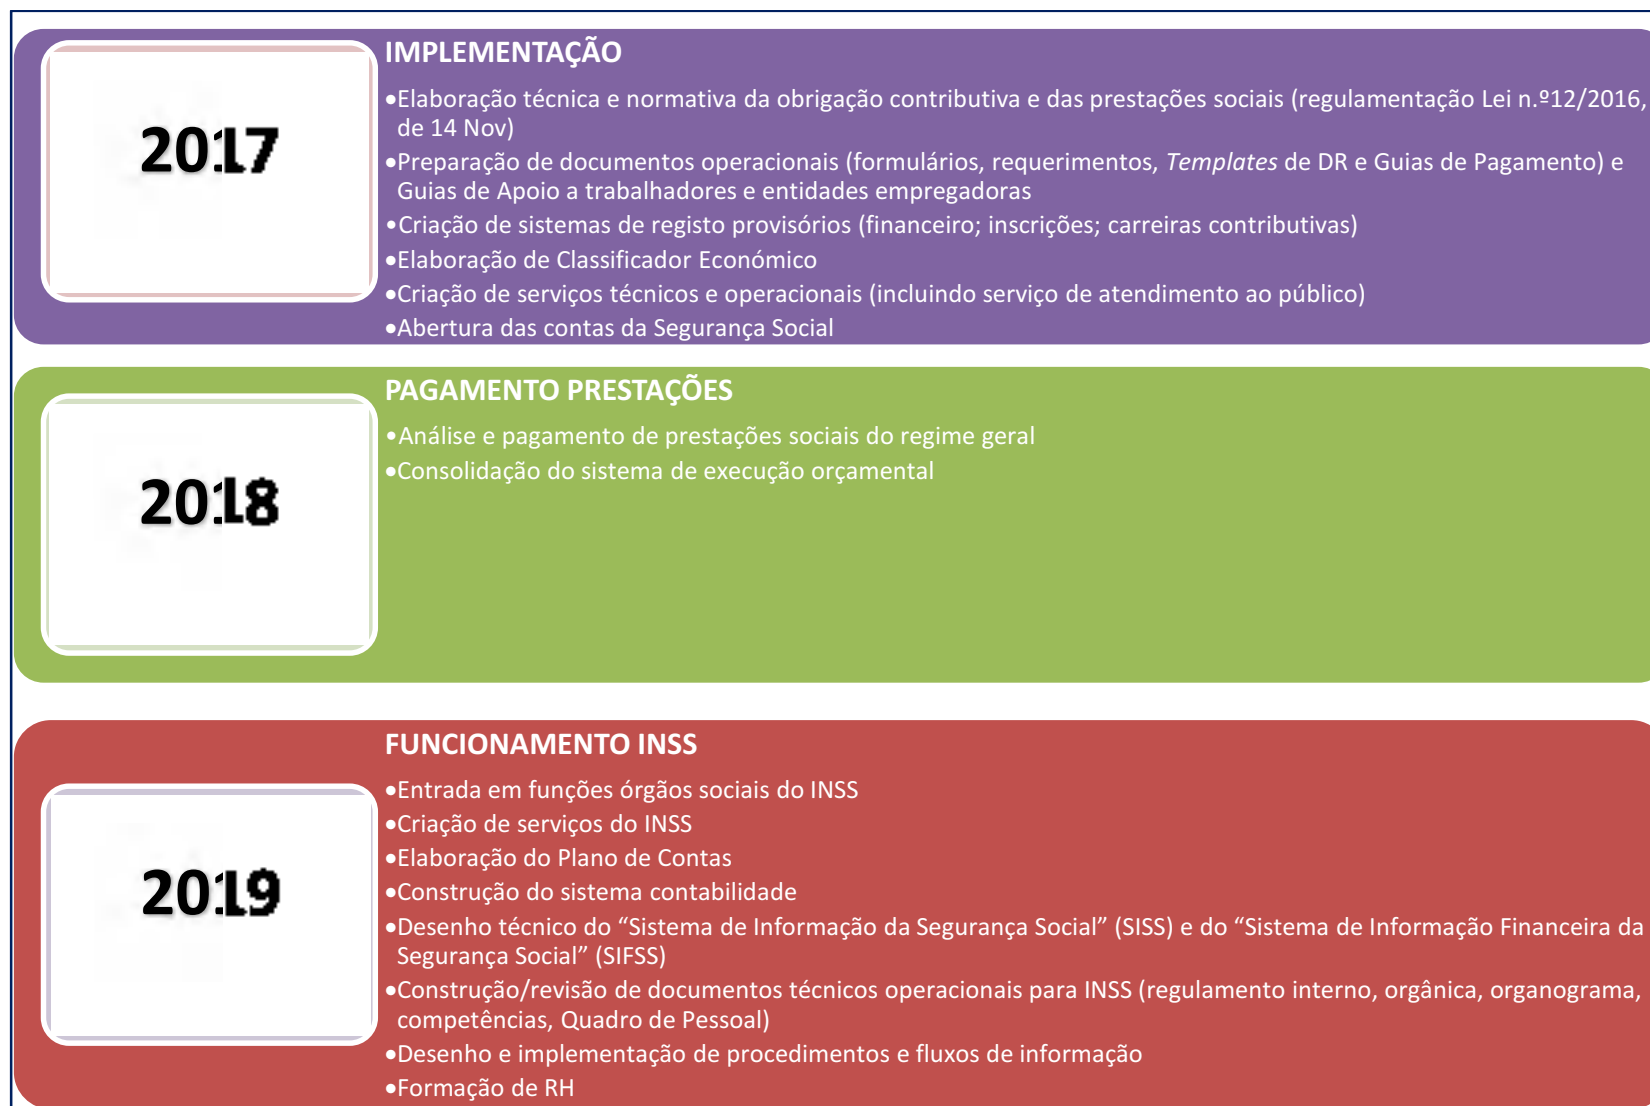 2017
IMPLEMENTAÇÃO
•Elaboração técnica e normativa da obrigação contributiva e das prestações sociais (regulamentação Lei n.º12/2016,
de 14 Nov)
•Preparação de documentos operacionais (formulários, requerimentos, Templates de DR e Guias de Pagamento) e
Guias de Apoio a trabalhadores e entidades empregadoras
•Criação de sistemas de registo provisórios (financeiro; inscrições; carreiras contributivas)
•Elaboração de Classificador Económico
•Criação de serviços técnicos e operacionais (incluindo serviço de atendimento ao público)
•Abertura das contas da Segurança Social
2018
PAGAMENTO PRESTAÇÕES
•Análise e pagamento de prestações sociais do regime geral
•Consolidação do sistema de execução orçamental
2019
FUNCIONAMENTO INSS
•Entrada em funções órgãos sociais do INSS
•Criação de serviços do INSS
•Elaboração do Plano de Contas
•Construção do sistema contabilidade
•Desenho técnico do “Sistema de Informação da Segurança Social” (SISS) e do “Sistema de Informação Financeira da
Segurança Social” (SIFSS)
•Construção/revisão de documentos técnicos operacionais para INSS (regulamento interno, orgânica, organograma,
competências, Quadro de Pessoal)
•Desenho e implementação de procedimentos e fluxos de informação
•Formação de RH